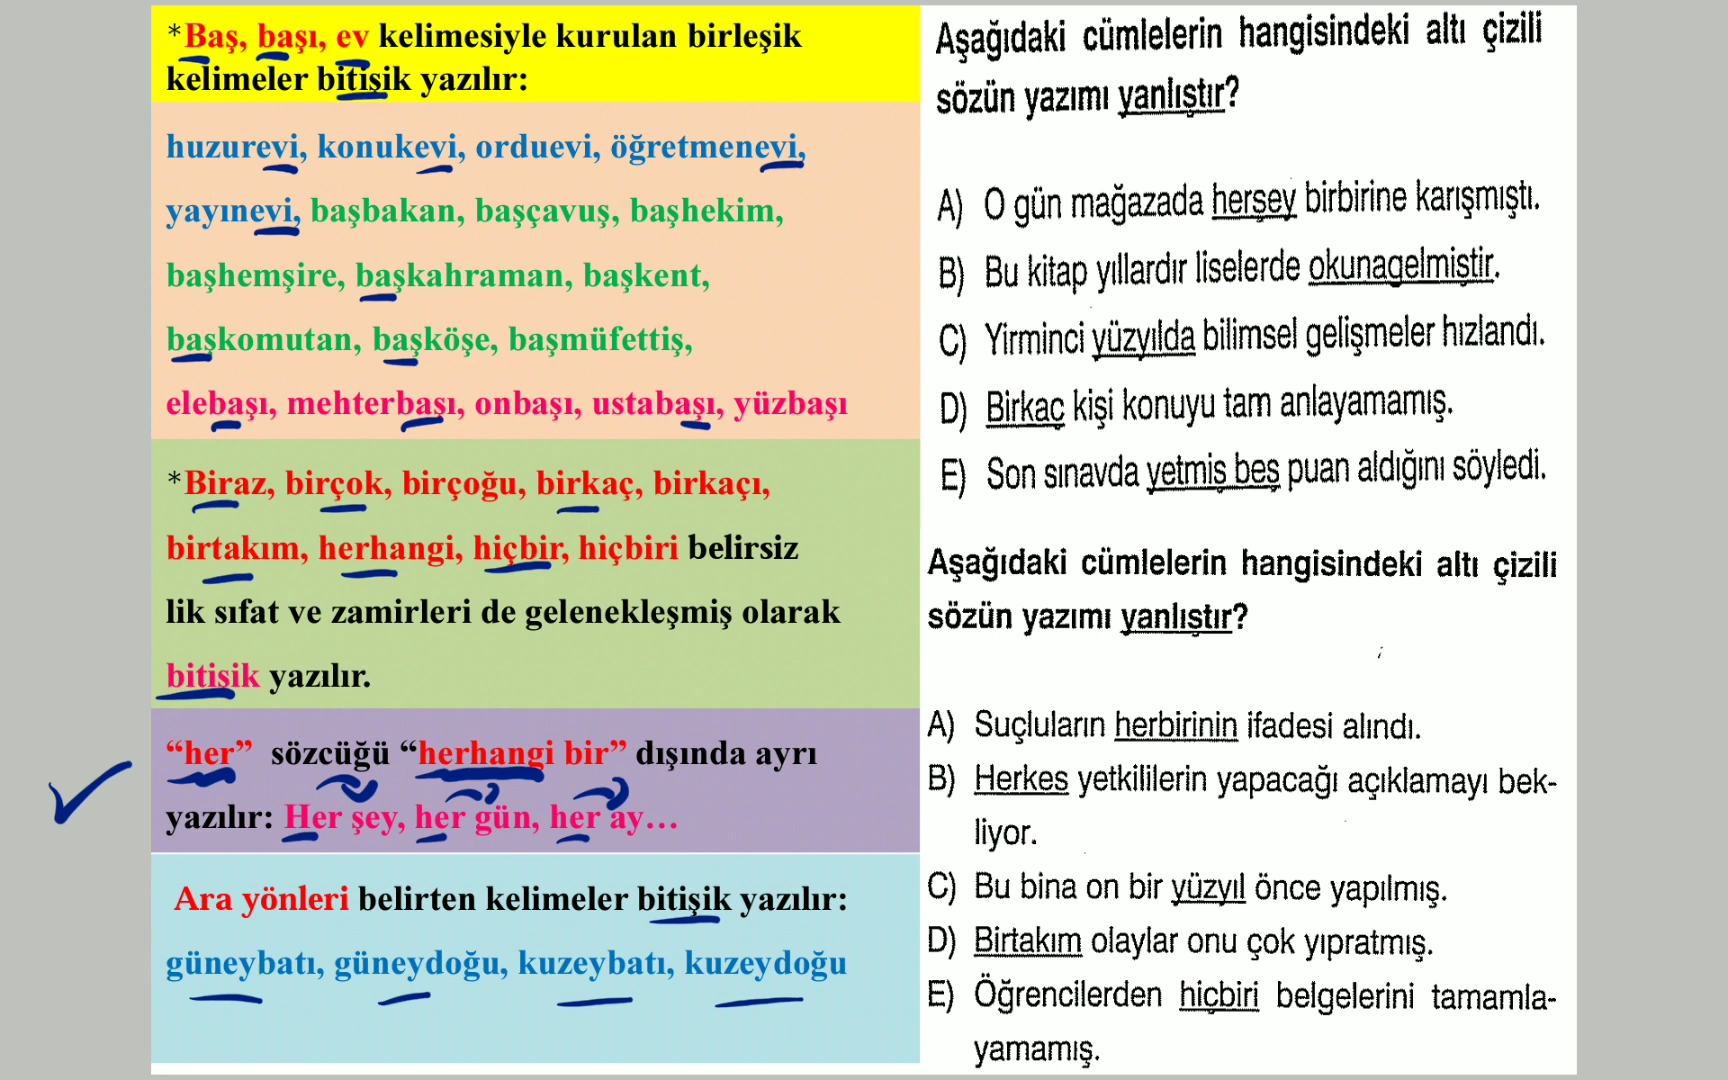 *Baş, başı, ev kelimesiyle kurulan birleşik
kelimeler bitişik yazılır:
huzurevi, konukevi, orduevi, öğretmenevi,
yayınevi, başbakan, başçavuş, başhekim,
başhemşire, başkahraman, başkent,
başkomutan, başköşe, başmüfettiş,
elebaşı, mehterbaşı, onbaşı, ustabaşı, yüzbaşı
*Biraz, birçok, birçoğu, birkaç, birkaçı,
birtakım, herhangi, hiçbir, hiçbiri belirsiz
lik sıfat ve zamirleri de gelenekleşmiş olarak
bitişik yazılır.
“her” sözcüğü “herhangi bir” dışında ayrı
yazılır: Her şey, her gün, her ay…
Ara yönleri belirten kelimeler bitişik yazılır:
güneybatı, güneydoğu, kuzeybatı, kuzeydoğu
Aşağıdaki cümlelerin hangisindeki altı çizili
sözün yazımı yanlıştır?
A) O gün mağazada herşey birbirine karışmıştı.
B) Bu kitap yıllardır liselerde okunagelmiştir.
C) Yirminci yüzyılda bilimsel gelişmeler hızlandı.
D) Birkaç kişi konuyu tam anlayamamış.
E) Son sınavda yetmiş beş puan aldığını söyledi.
Aşağıdaki cümlelerin hangisindeki altı çizili
sözün yazımı yanlıştır?
A) Suçluların herbirinin ifadesi alındı.
B) Herkes yetkililerin yapacağı açıklamayı bek-
liyor.
C) Bu bina on bir yüzyıl önce yapılmış.
D) Birtakım olaylar onu çok yıpratmış.
E) Öğrencilerden hiçbiri belgelerini tamamla-
yamamış.